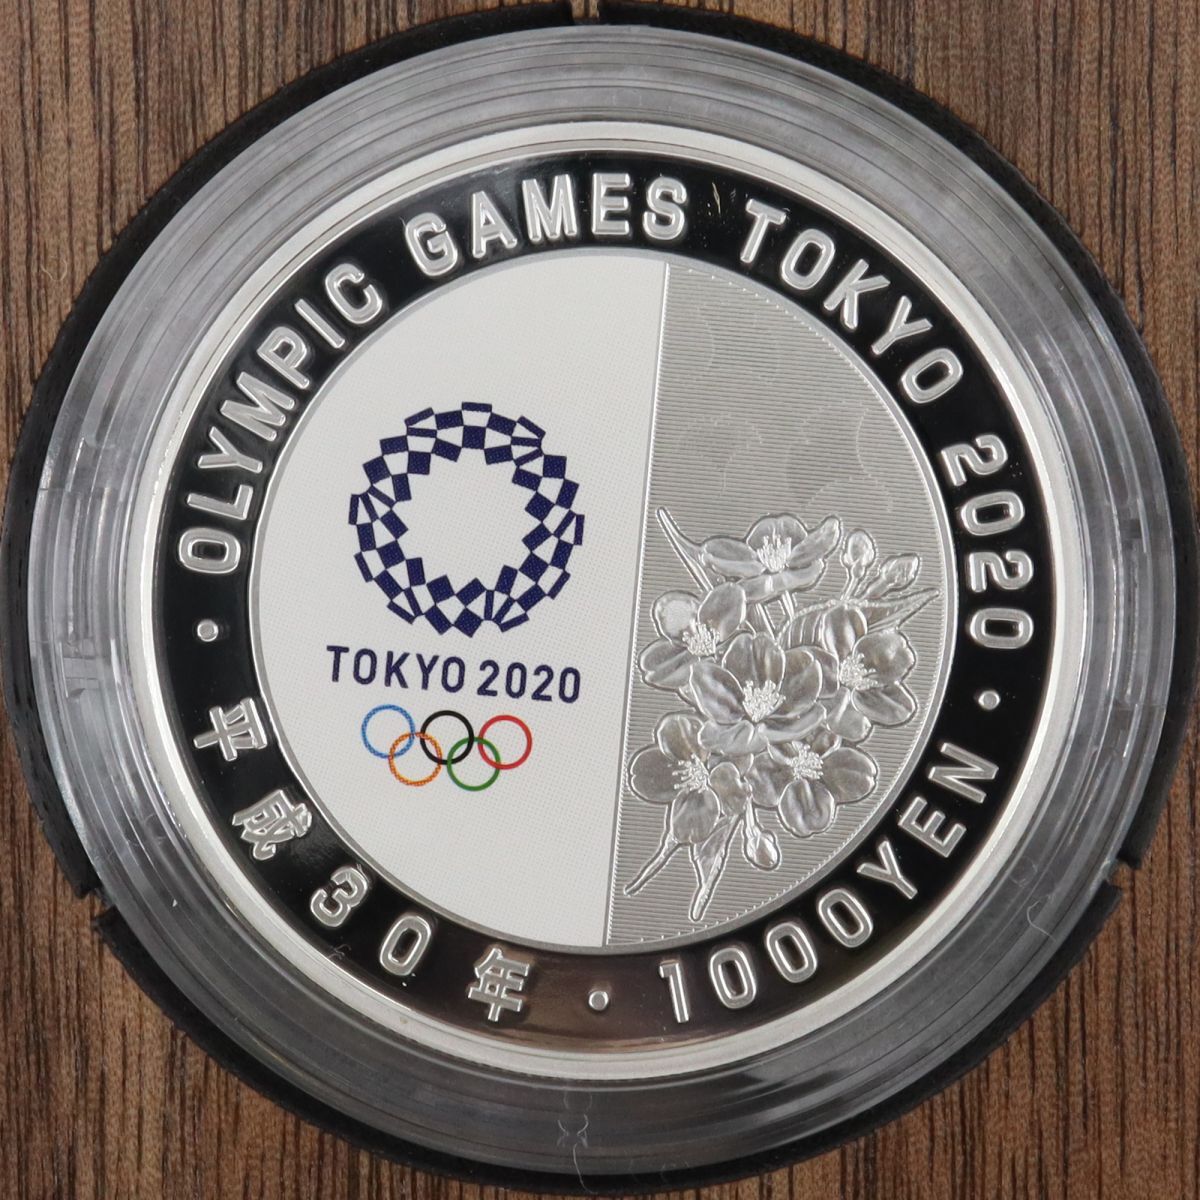 OLYMPIC GAMES TOKYO 2020
TOKYO 2020
平成30年・1000YEN